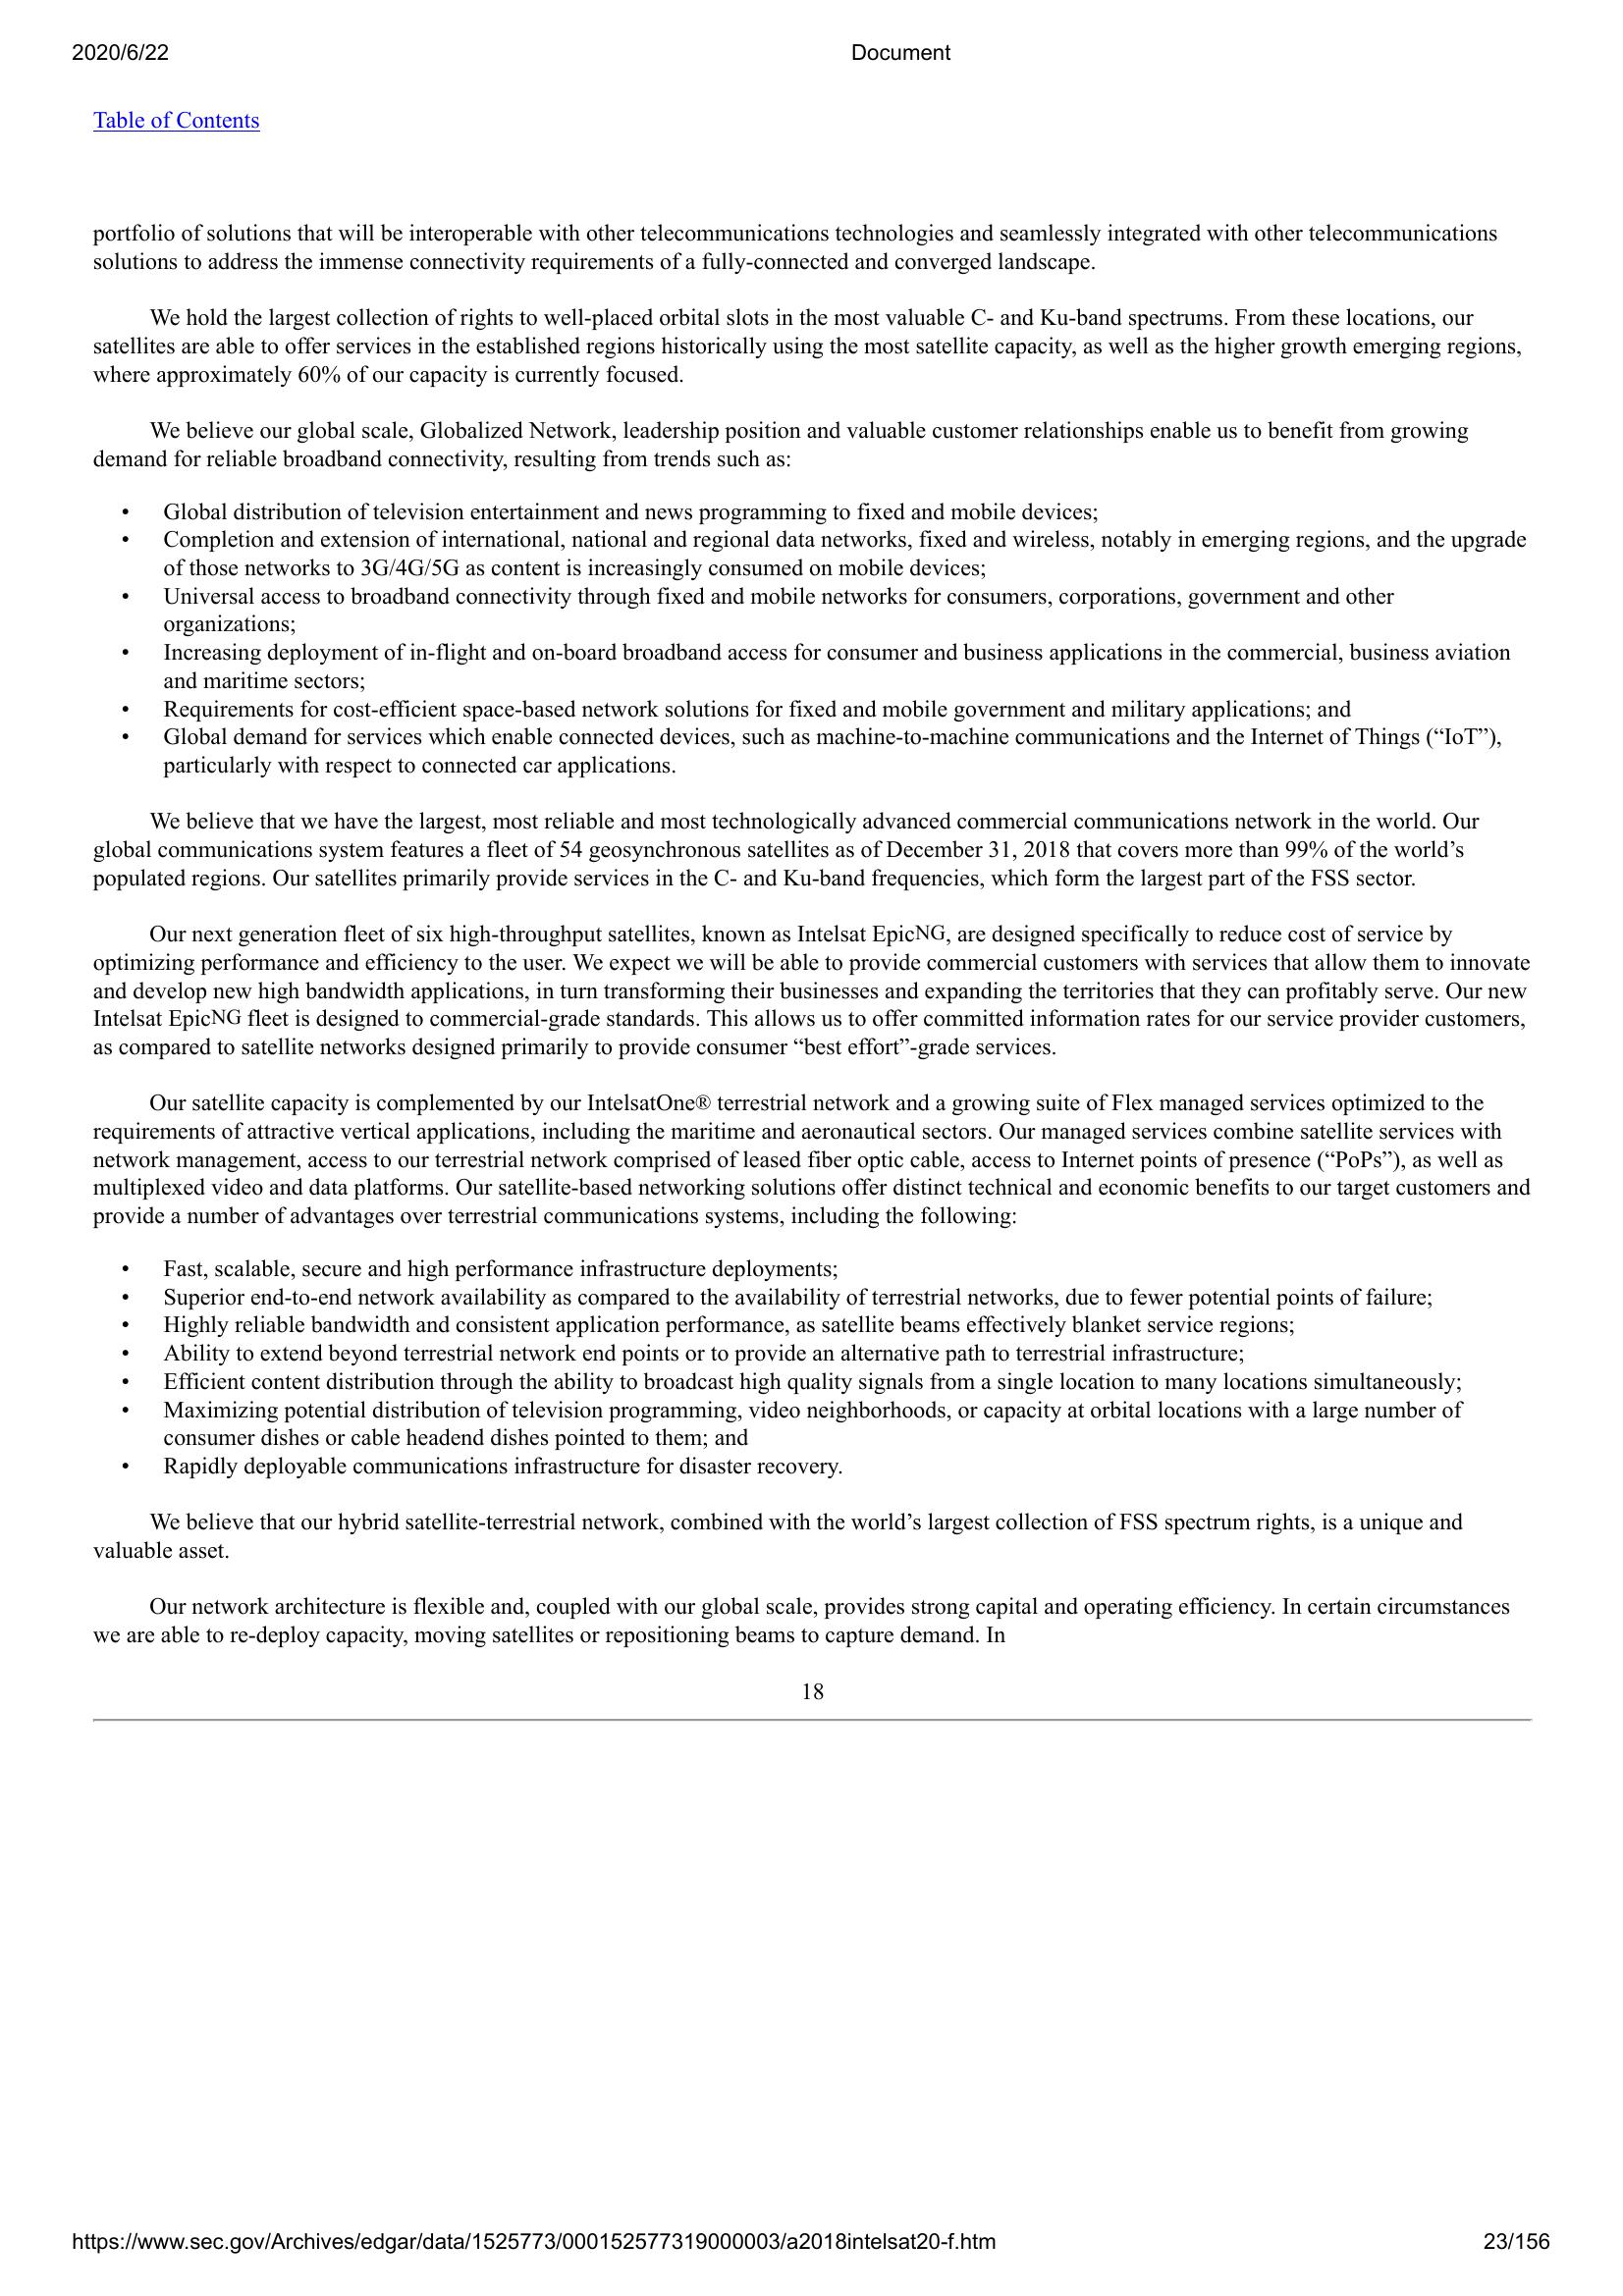 2020/6/22 Document
Table of Contents
portfolio of solutions that will be interoperable with other telecommunications technologies and seamlessly integrated with other telecommunications
solutions to address the immense connectivity requirements of a fully-connected and converged landscape.
We hold the largest collection of rights to well-placed orbital slots in the most valuable C- and Ku-band spectrums. From these locations, our
satellites are able to offer services in the established regions historically using the most satellite capacity, as well as the higher growth emerging regions,
where approximately 60% of our capacity is currently focused.
We believe our global scale, Globalized Network, leadership position and valuable customer relationships enable us to benefit from growing
demand for reliable broadband connectivity, resulting from trends such as:
• Global distribution of television entertainment and news programming to fixed and mobile devices;
• Completion and extension of international, national and regional data networks, fixed and wireless, notably in emerging regions, and the upgrade
of those networks to 3G/4G/5G as content is increasingly consumed on mobile devices;
• Universal access to broadband connectivity through fixed and mobile networks for consumers, corporations, government and other
organizations;
• Increasing deployment of in-flight and on-board broadband access for consumer and business applications in the commercial, business aviation
and maritime sectors;
• Requirements for cost-efficient space-based network solutions for fixed and mobile government and military applications; and
• Global demand for services which enable connected devices, such as machine-to-machine communications and the Internet of Things (“IoT”),
particularly with respect to connected car applications.
We believe that we have the largest, most reliable and most technologically advanced commercial communications network in the world. Our
global communications system features a fleet of 54 geosynchronous satellites as of December 31, 2018 that covers more than 99% of the world’s
populated regions. Our satellites primarily provide services in the C- and Ku-band frequencies, which form the largest part of the FSS sector.
Our next generation fleet of six high-throughput satellites, known as Intelsat EpicNG, are designed specifically to reduce cost of service by
optimizing performance and efficiency to the user. We expect we will be able to provide commercial customers with services that allow them to innovate
and develop new high bandwidth applications, in turn transforming their businesses and expanding the territories that they can profitably serve. Our new
Intelsat EpicNG fleet is designed to commercial-grade standards. This allows us to offer committed information rates for our service provider customers,
as compared to satellite networks designed primarily to provide consumer “best effort”-grade services.
Our satellite capacity is complemented by our IntelsatOne® terrestrial network and a growing suite of Flex managed services optimized to the
requirements of attractive vertical applications, including the maritime and aeronautical sectors. Our managed services combine satellite services with
network management, access to our terrestrial network comprised of leased fiber optic cable, access to Internet points of presence (“PoPs”), as well as
multiplexed video and data platforms. Our satellite-based networking solutions offer distinct technical and economic benefits to our target customers and
provide a number of advantages over terrestrial communications systems, including the following:
• Fast, scalable, secure and high performance infrastructure deployments;
• Superior end-to-end network availability as compared to the availability of terrestrial networks, due to fewer potential points of failure;
• Highly reliable bandwidth and consistent application performance, as satellite beams effectively blanket service regions;
• Ability to extend beyond terrestrial network end points or to provide an alternative path to terrestrial infrastructure;
• Efficient content distribution through the ability to broadcast high quality signals from a single location to many locations simultaneously;
• Maximizing potential distribution of television programming, video neighborhoods, or capacity at orbital locations with a large number of
consumer dishes or cable headend dishes pointed to them; and
• Rapidly deployable communications infrastructure for disaster recovery.
We believe that our hybrid satellite-terrestrial network, combined with the world’s largest collection of FSS spectrum rights, is a unique and
valuable asset.
Our network architecture is flexible and, coupled with our global scale, provides strong capital and operating efficiency. In certain circumstances
we are able to re-deploy capacity, moving satellites or repositioning beams to capture demand. In
18
https://www.sec.gov/Archives/edgar/data/1525773/000152577319000003/a2018intelsat20-f.htm 23/156